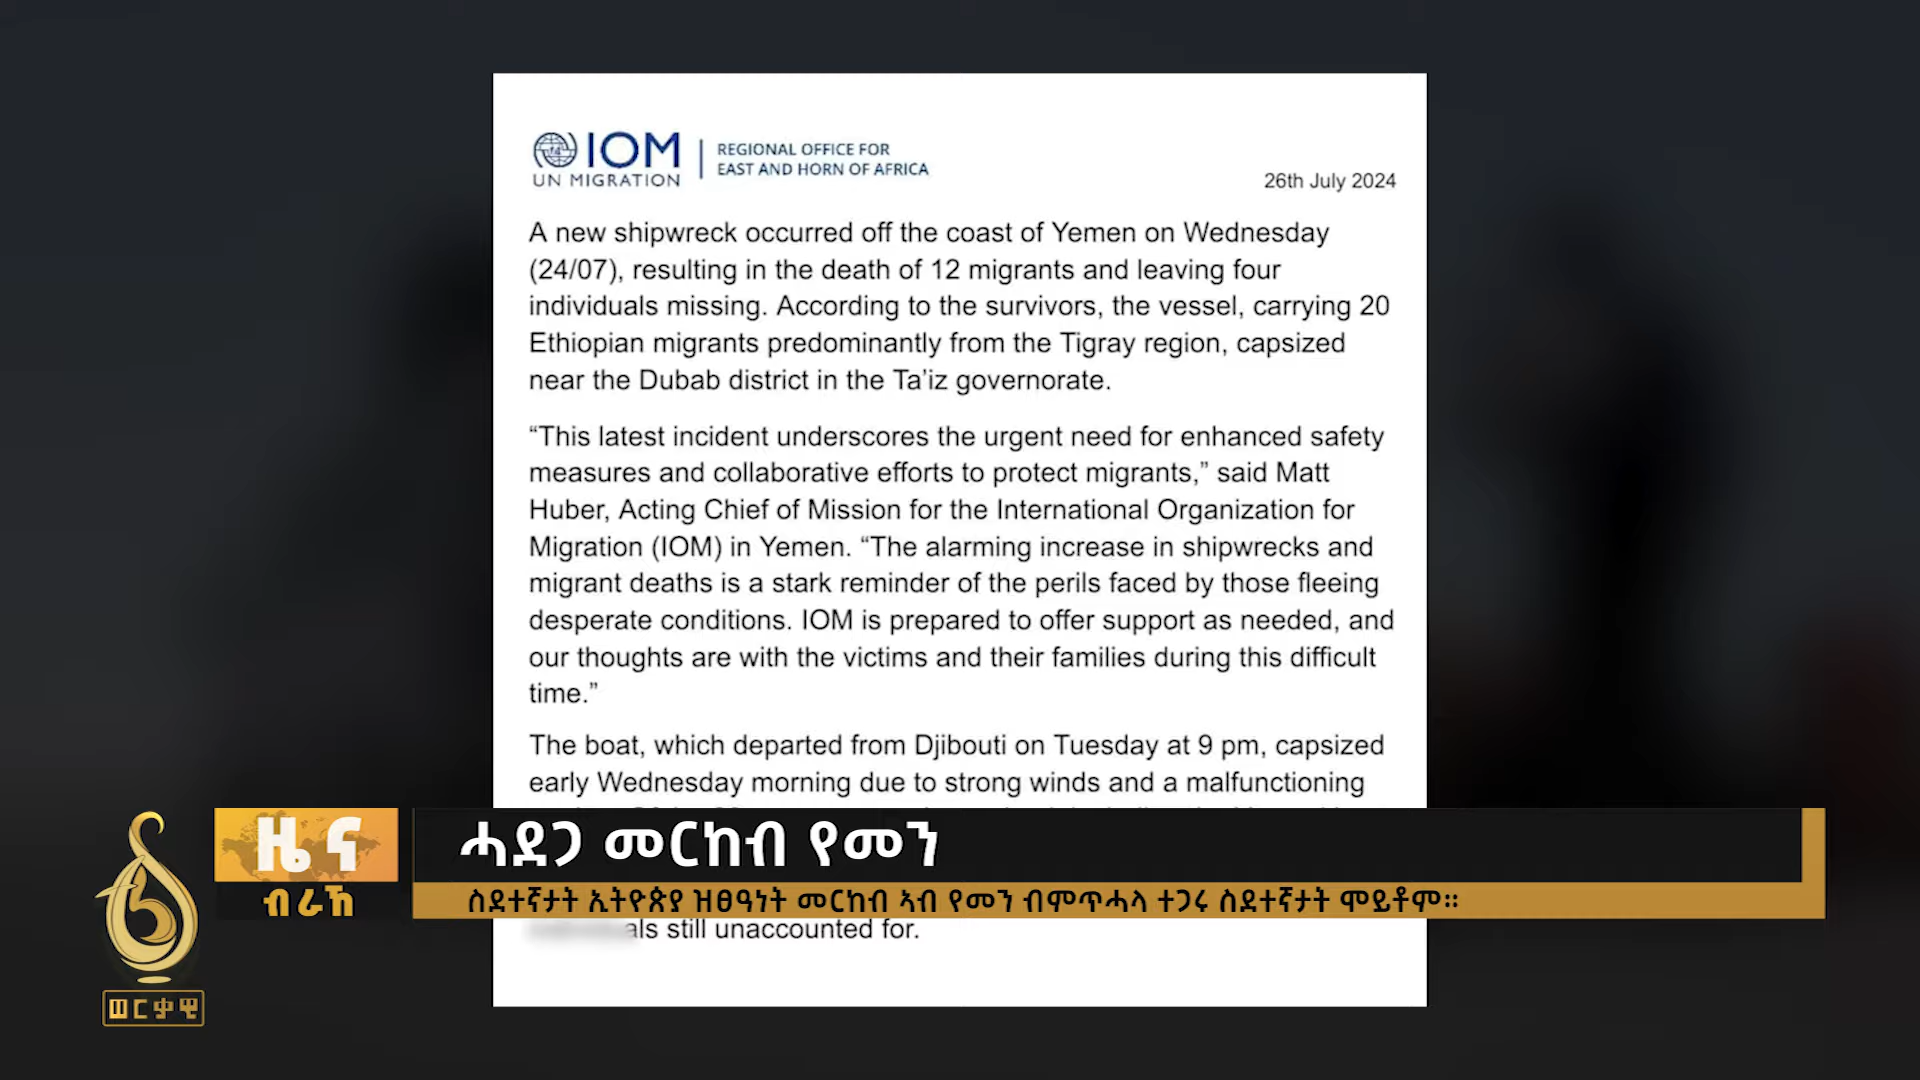 IOM
UN MIGRATION
REGIONAL OFFICE FOR
EAST AND HORN OF AFRICA
26th July 2024
A new shipwreck occurred off the coast of Yemen on Wednesday
(24/07), resulting in the death of 12 migrants and leaving four
individuals missing. According to the survivors, the vessel, carrying 20
Ethiopian migrants predominantly from the Tigray region, capsized
near the Dubab district in the Ta’iz governorate.
“This latest incident underscores the urgent need for enhanced safety
measures and collaborative efforts to protect migrants,” said Matt
Huber, Acting Chief of Mission for the International Organization for
Migration (IOM) in Yemen. “The alarming increase in shipwrecks and
migrant deaths is a stark reminder of the perils faced by those fleeing
desperate conditions. IOM is prepared to offer support as needed, and
our thoughts are with the victims and their families during this difficult
time.”
The boat, which departed from Djibouti on Tuesday at 9 pm, capsized
early Wednesday morning due to strong winds and a malfunctioning
ዜና
ብራኸ
ሓደጋ መርከብ የመን
ስደተኛታት ኢትዮጵያ ዝፀዓነት መርከብ ኣብ የመን ብምጥሓላ ተጋሩ ስደተኛታት ሞይቶም።
still unaccounted for.
ወርቃዊ